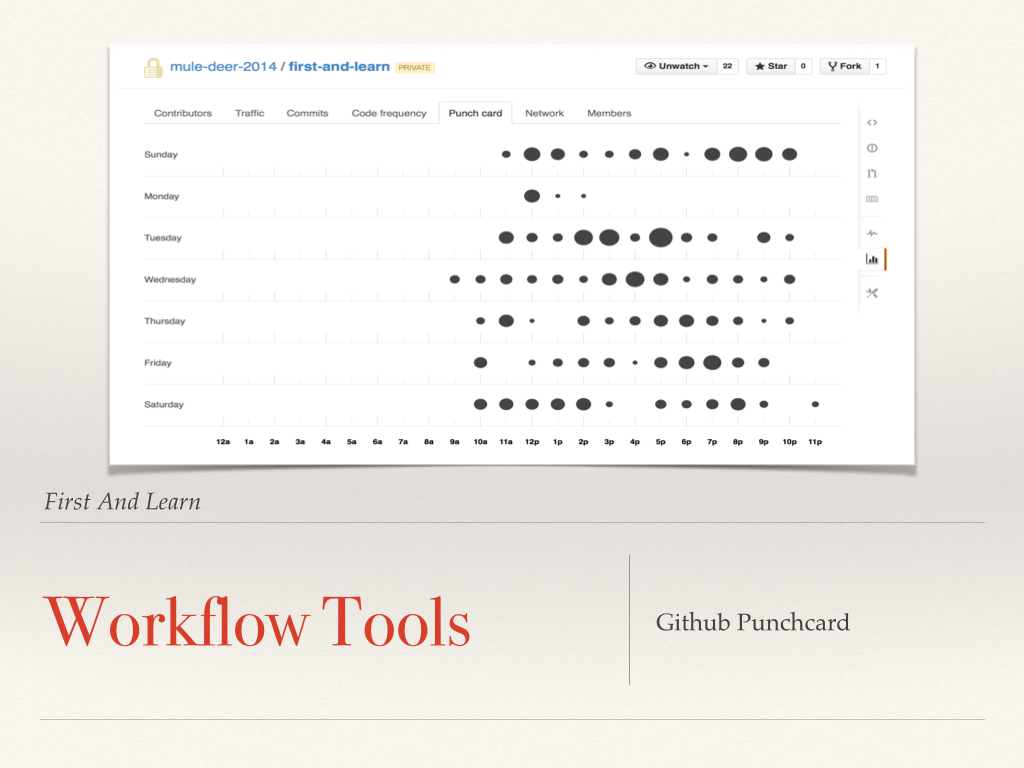 mule-deer-2014 / first-and-learn PRIVATE
Unwatch 22 Star 0 Fork 1
Contributors Traffic Commits Code frequency Punch card Network Members
Sunday
Monday
Tuesday
Wednesday
Thursday
Friday
Saturday
12a 1a 2a 3a 4a 5a 6a 7a 8a 9a 10a 11a 12p 1p 2p 3p 4p 5p 6p 7p 8p 9p 10p 11p
First And Learn
Workflow Tools
Github Punchcard